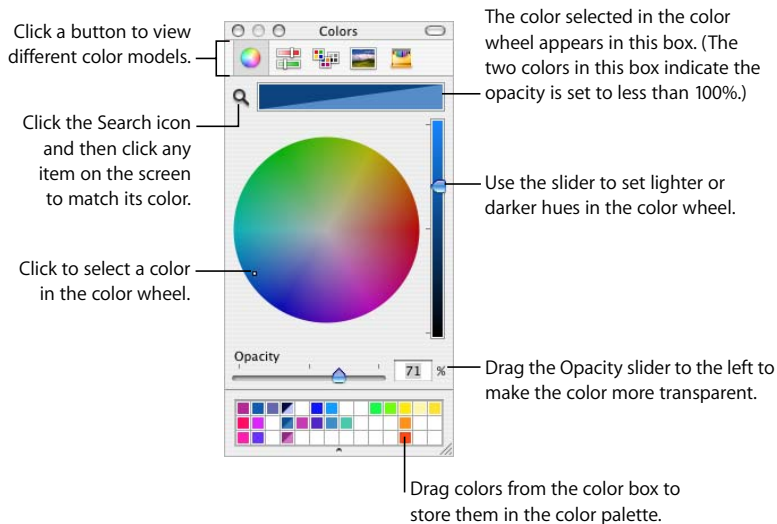 Click a button to view
different color models.
Colors
The color selected in the color
wheel appears in this box. (The
two colors in this box indicate the
opacity is set to less than 100%.)
Click the Search icon
and then click any
item on the screen
to match its color.
Use the slider to set lighter or
darker hues in the color wheel.
Click to select a color
in the color wheel.
Opacity
71 %
Drag the Opacity slider to the left to
make the color more transparent.
Drag colors from the color box to
store them in the color palette.